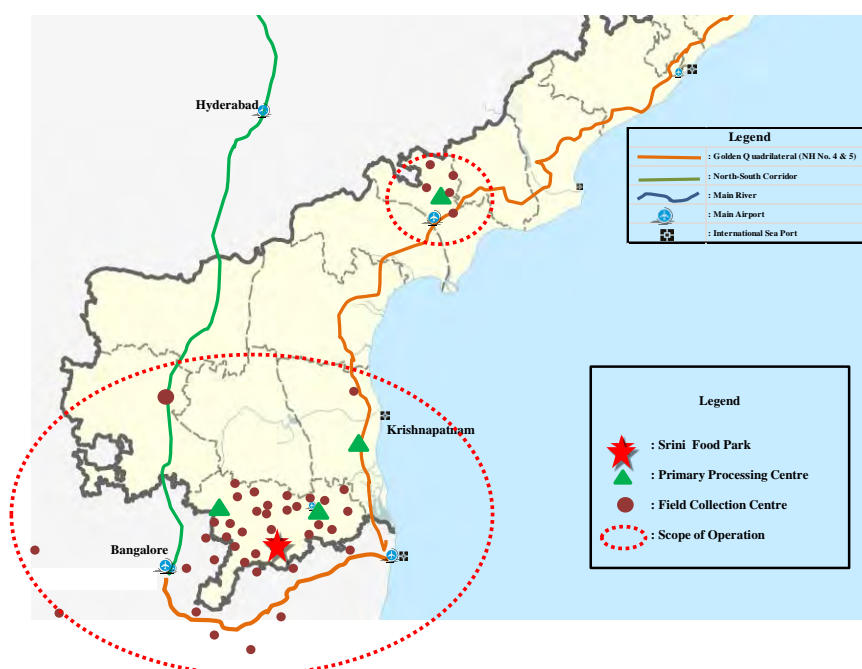 Hyderabad
Legend
: Golden Quadrilateral (NH No. 4 & 5)
: North-South Corridor
: Main River
: Main Airport
: International Sea Port
Krishnapatnam
Bangalore
Legend
: Srini Food Park
: Primary Processing Centre
: Field Collection Centre
: Scope of Operation